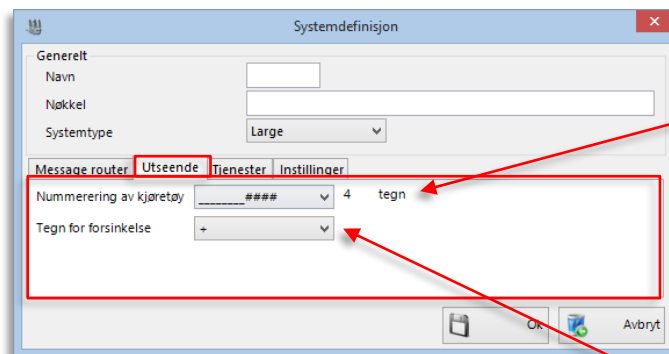 Systemdefinisjon
Generelt
Navn
Nøkkel
Systemtype Large
Message router Utseende Tjenester Instillinger
Nummerering av kjøretøy ________#### 4 tegn
Tegn for forsinkelse +
Ok Avbryt